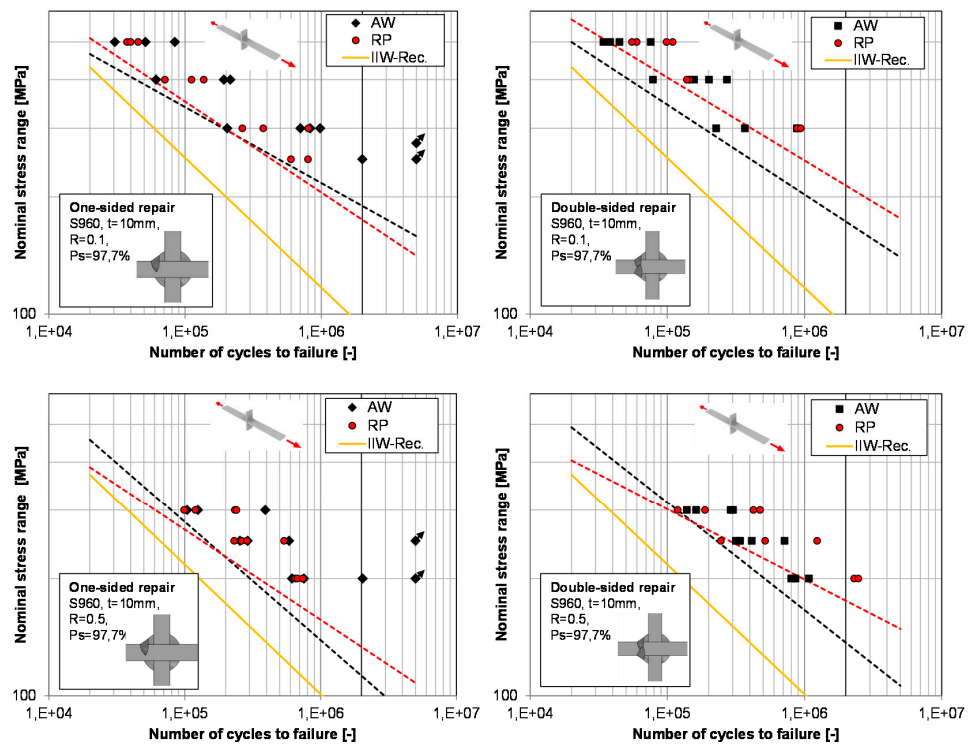 AW
RP
IIW-Rec.
Nominal stress range [MPa]
One-sided repair
S960, t=10mm,
R=0.1,
Ps=97,7%
100
1,E+04
1,E+05
1,E+06
1,E+07
Number of cycles to failure [-]
AW
RP
IIW-Rec.
Nominal stress range [MPa]
Double-sided repair
S960, t=10mm,
R=0.1,
Ps=97,7%
100
1,E+04
1,E+05
1,E+06
1,E+07
Number of cycles to failure [-]
AW
RP
IIW-Rec.
Nominal stress range [MPa]
One-sided repair
S960, t=10mm,
R=0.5,
Ps=97,7%
100
1,E+04
1,E+05
1,E+06
1,E+07
Number of cycles to failure [-]
AW
RP
IIW-Rec.
Nominal stress range [MPa]
Double-sided repair
S960, t=10mm,
R=0.5,
Ps=97,7%
100
1,E+04
1,E+05
1,E+06
1,E+07
Number of cycles to failure [-]